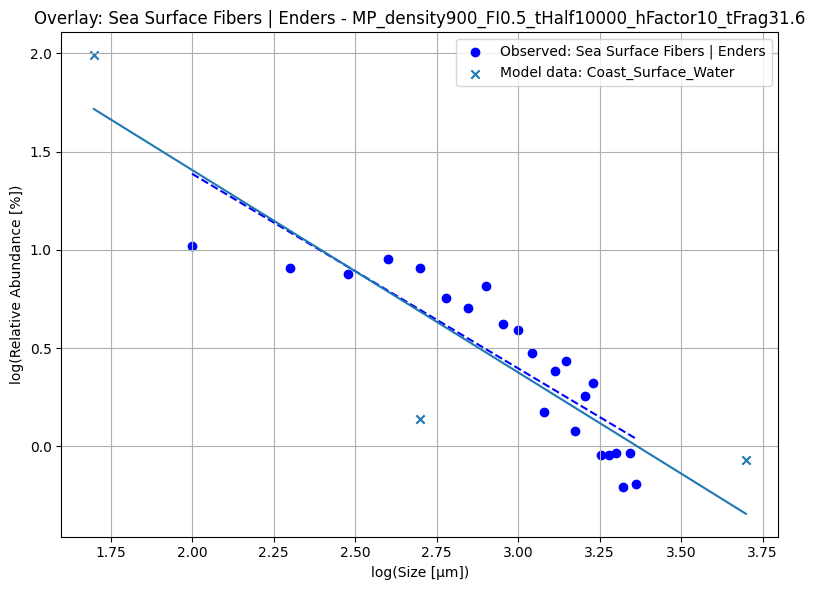 Overlay: Sea Surface Fibers | Enders - MP_density900_FI0.5_tHalf10000_hFactor10_tFrag31.6
Observed: Sea Surface Fibers | Enders
Model data: Coast_Surface_Water
log(Relative Abundance [%])
2.0
1.5
1.0
0.5
0.0
1.75 2.00 2.25 2.50 2.75 3.00 3.25 3.50 3.75
log(Size [µm])